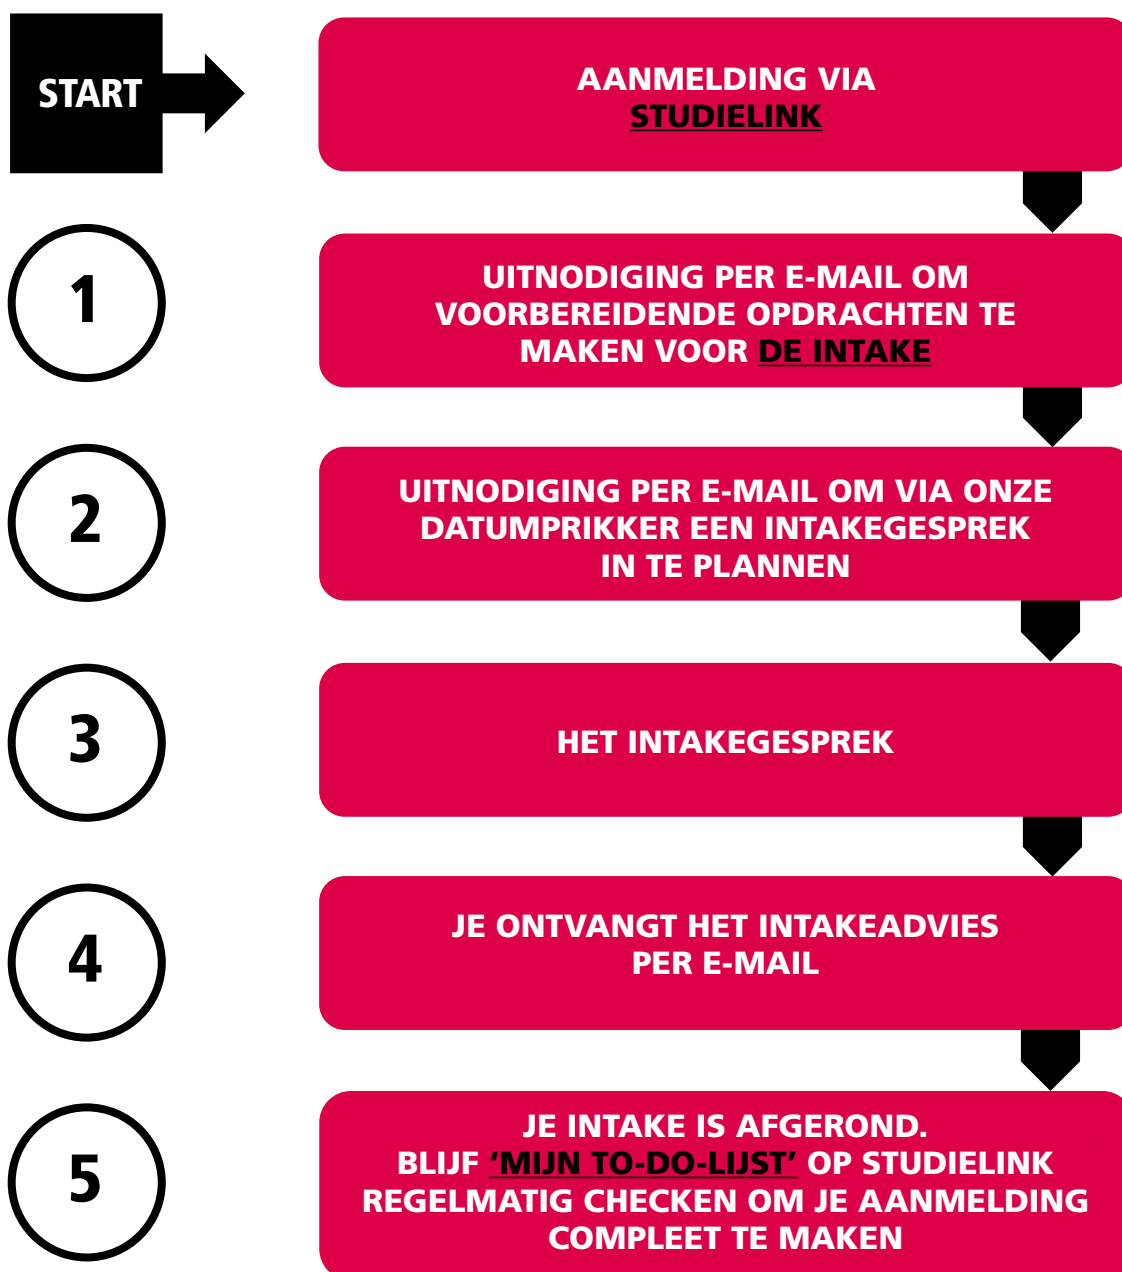 START
AANMELDING VIA
STUDIELINK
1
UITNODIGING PER E-MAIL OM
VOORBEREIDENDE OPDRACHTEN TE
MAKEN VOOR DE INTAKE
2
UITNODIGING PER E-MAIL OM VIA ONZE
DATUMPRIKKER EEN INTAKEGESPREK
IN TE PLANNEN
3
HET INTAKEGESPREK
4
JE ONTVANGT HET INTAKEADVIES
PER E-MAIL
5
JE INTAKE IS AFGEROND.
BLIJF ‘MIJN TO-DO-LIJST’ OP STUDIELINK
REGELMATIG CHECKEN OM JE AANMELDING
COMPLEET TE MAKEN